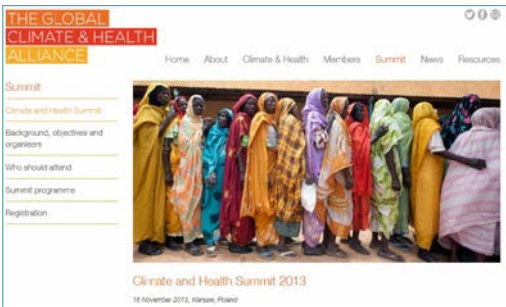 THE GLOBAL
CLIMATE & HEALTH
ALLIANCE
Home About Climate & Health Members Summit News Resources
Summit
Climate and Health Summit
Background, objectives and
organisers
Who should attend
Summit programme
Registration
Climate and Health Summit 2013
16 November 2013, Warsaw, Poland